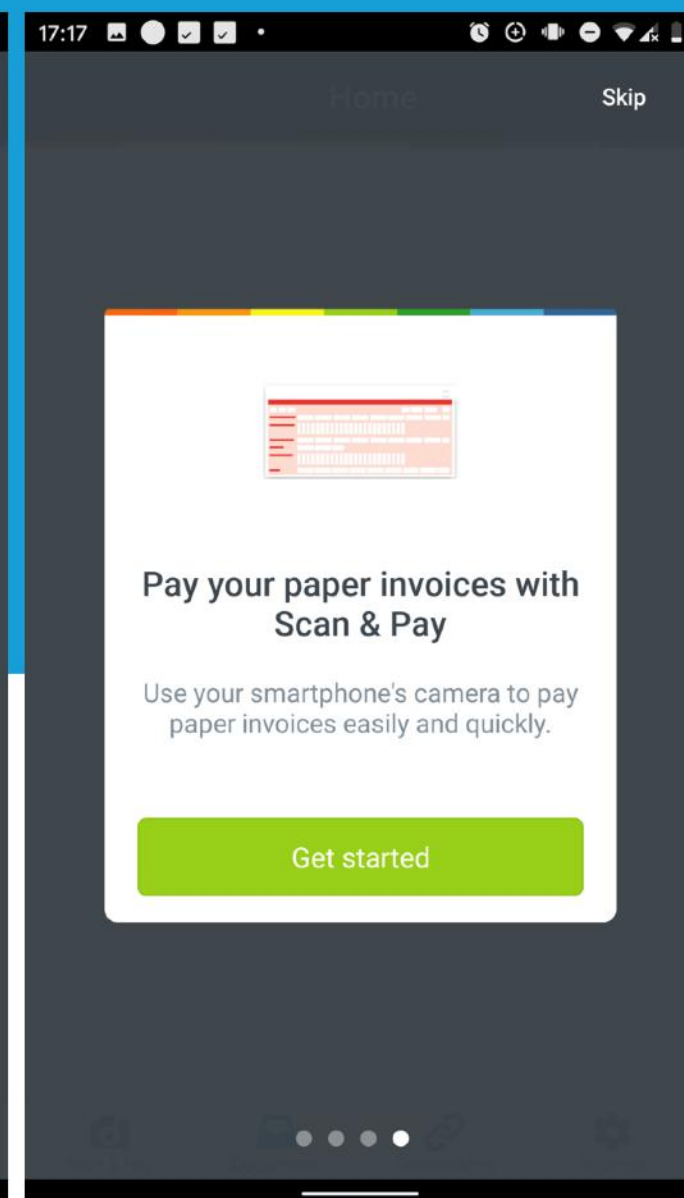 17:17
Home
Skip
Pay your paper invoices with
Scan & Pay
Use your smartphone's camera to pay
paper invoices easily and quickly.
Get started